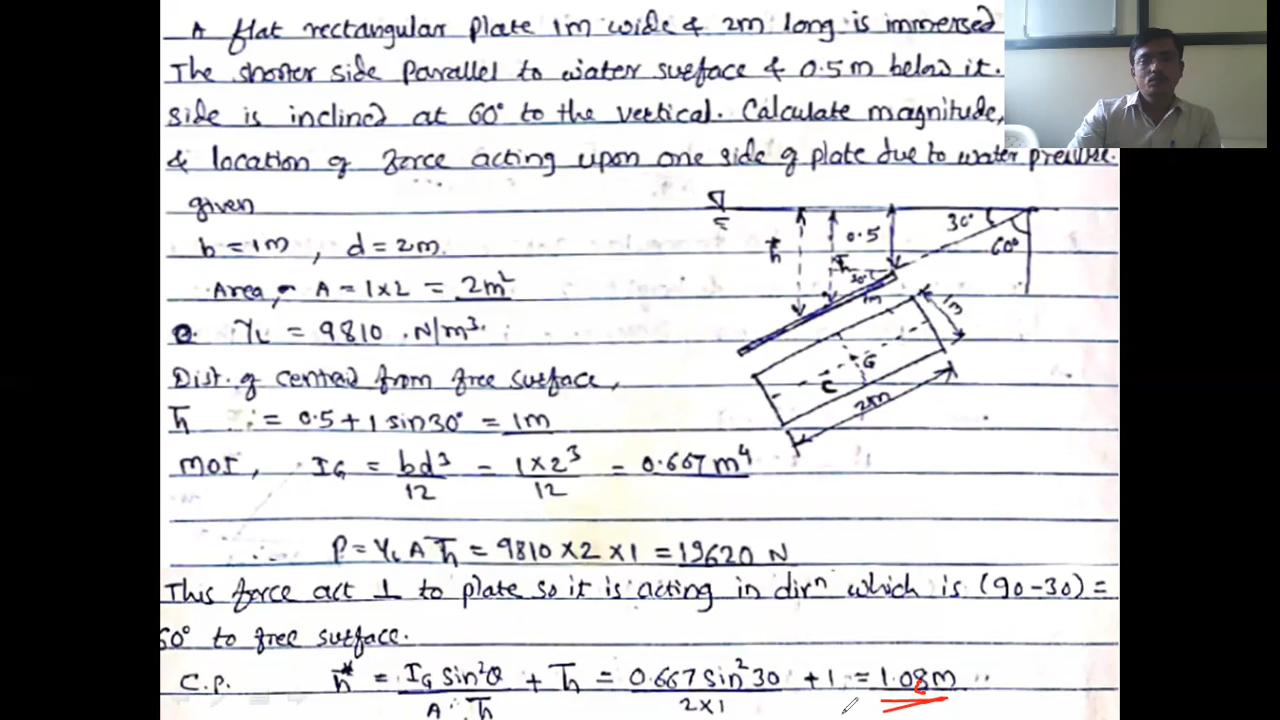 A flat rectangular plate 1m wide & 2m long is immersed
The shorter side parallel to water surface & 0.5m below it.
side is inclined at 60° to the vertical. Calculate magnitude,
& location of force acting upon one side of plate due to water pressure.
given
b = 1m , d = 2m.
Area, A = 1×2 = 2m²
γL = 9810 N/m³.
Dist. of centroid from free surface,
h̄ = 0.5 + 1 sin30° = 1m
MOI, IG = bd³/12 = 1×2³/12 = 0.667 m⁴
P = γL A h̄ = 9810 × 2 × 1 = 19620 N
This force act ⊥ to plate so it is acting in dirⁿ which is (90-30) =
60° to free surface.
C.P. h* = IG sin²θ / A h̄ + h̄ = 0.667 sin²30 / 2×1 + 1 = 1.08m
30°
60°
0.5
h̄
h̄
30°
1m
1m
G
C
2m